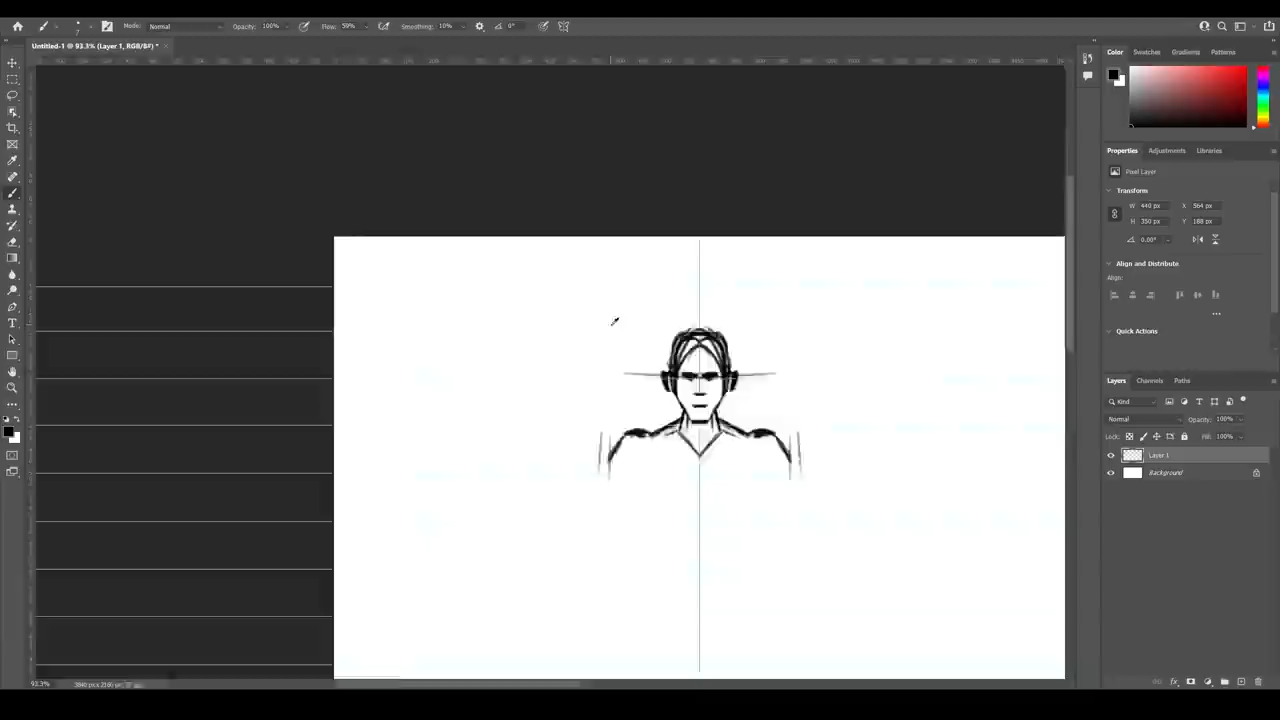 Mode: Normal Opacity: 100% Flow: 59% Smoothing: 10% 0°
Untitled-1 @ 93.3% (Layer 1, RGB/8#) *
Color Swatches Gradients Patterns
Properties Adjustments Libraries
Pixel Layer
Transform
W 440 px X 564 px
H 350 px Y 188 px
0.00°
Align and Distribute
Align:
Quick Actions
Layers Channels Paths
Kind
Normal Opacity: 100%
Lock: Fill: 100%
Layer 1
Background
93.3% 3840 px x 2160 px